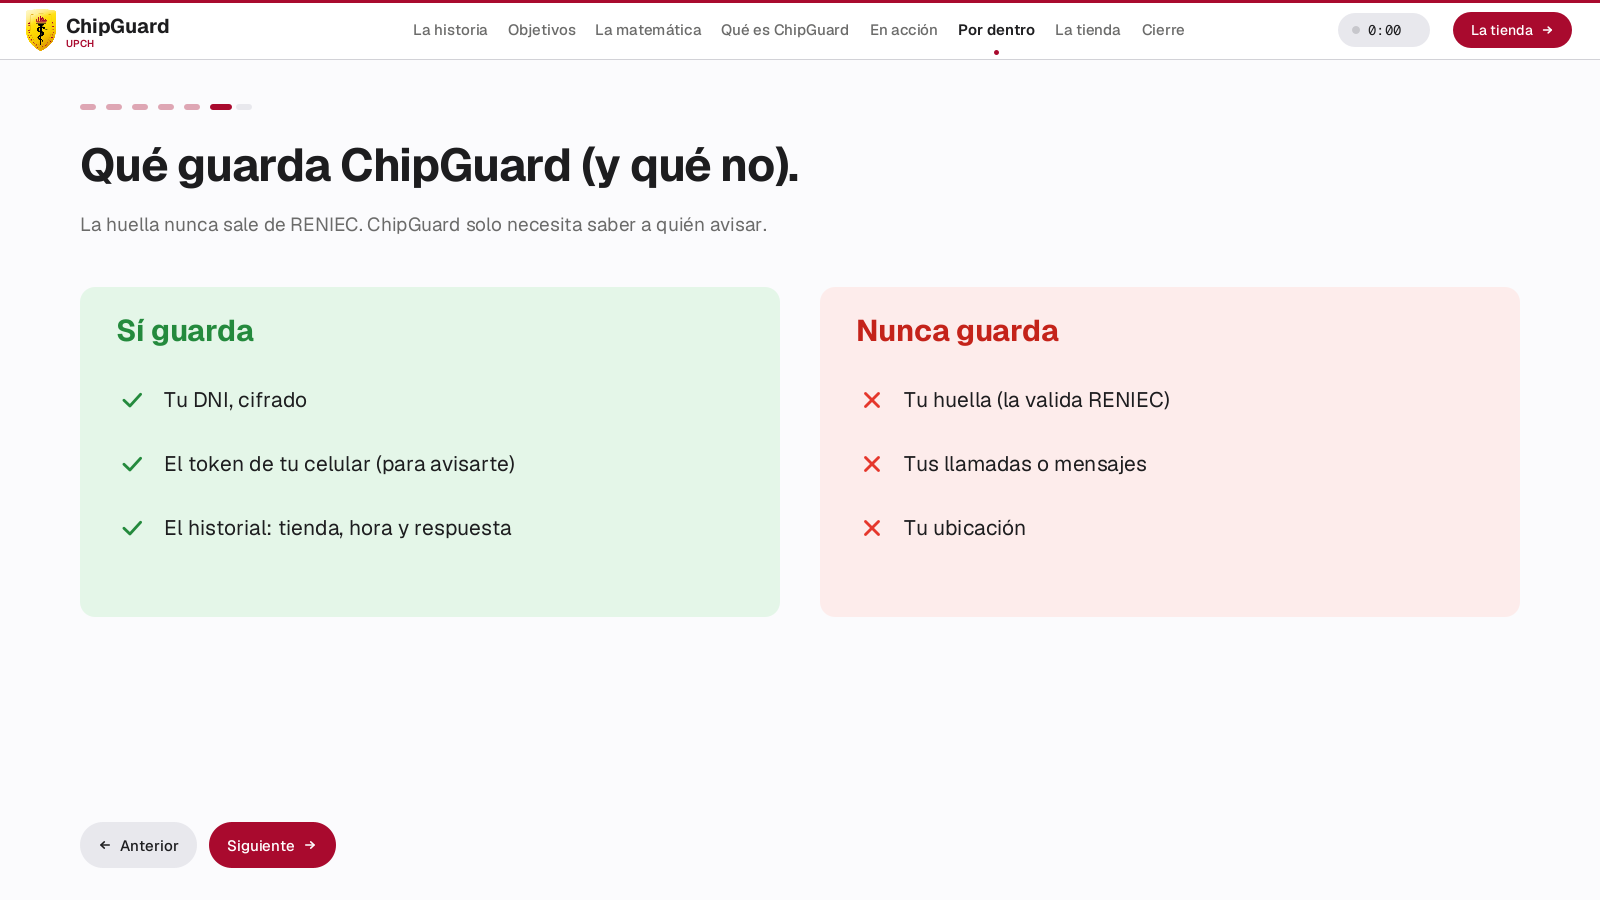 ChipGuard
UPCH
La historia
Objetivos
La matemática
Qué es ChipGuard
En acción
Por dentro
La tienda
Cierre
0:00
La tienda →
Qué guarda ChipGuard (y qué no).
La huella nunca sale de RENIEC. ChipGuard solo necesita saber a quién avisar.
Sí guarda
Tu DNI, cifrado
El token de tu celular (para avisarte)
El historial: tienda, hora y respuesta
Nunca guarda
Tu huella (la valida RENIEC)
Tus llamadas o mensajes
Tu ubicación
← Anterior
Siguiente →